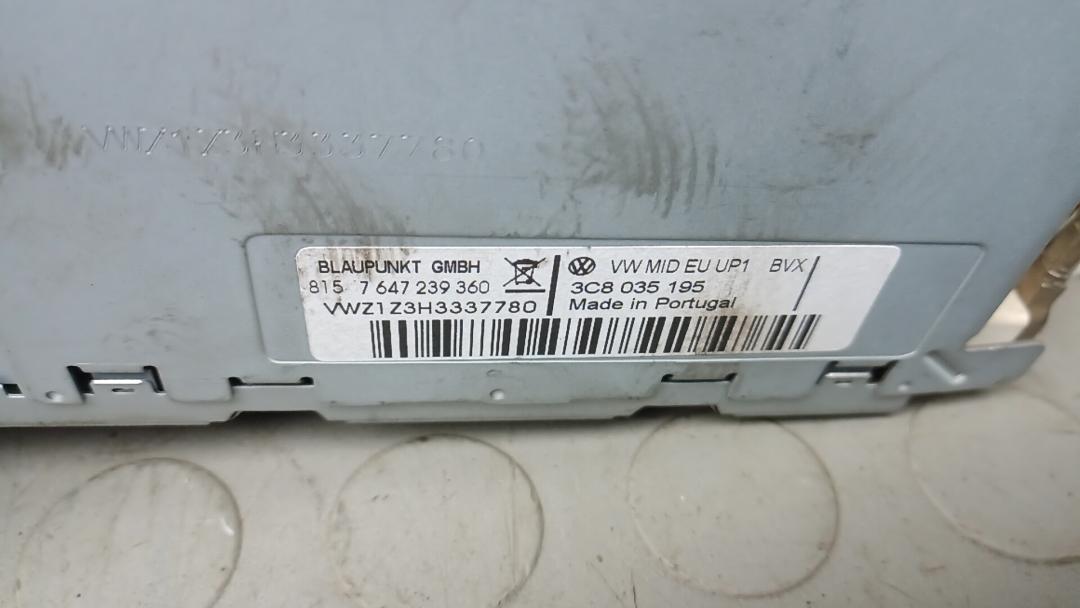 VWZ1Z3H3337780
BLAUPUNKT GMBH
815 7 647 239 360
VWZ1Z3H3337780
VW MID EU UP1 BVX
3C8 035 195
Made in Portugal